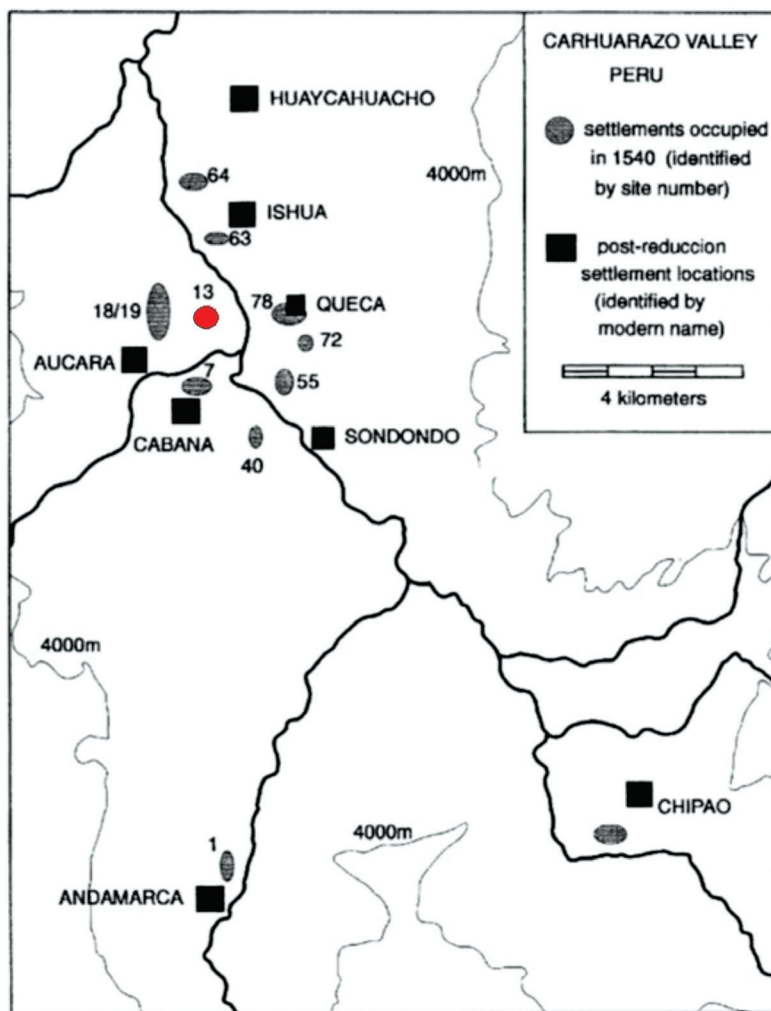 CARHUARAZO VALLEY
PERU
settlements occupied
in 1540 (identified
by site number)
post-reduccion
settlement locations
(identified by
modern name)
4 kilometers
HUAYCAHUACHO
64
4000m
ISHUA
63
18/19
13
78
QUECA
72
AUCARA
7
55
CABANA
40
SONDONDO
4000m
CHIPAO
4000m
1
ANDAMARCA